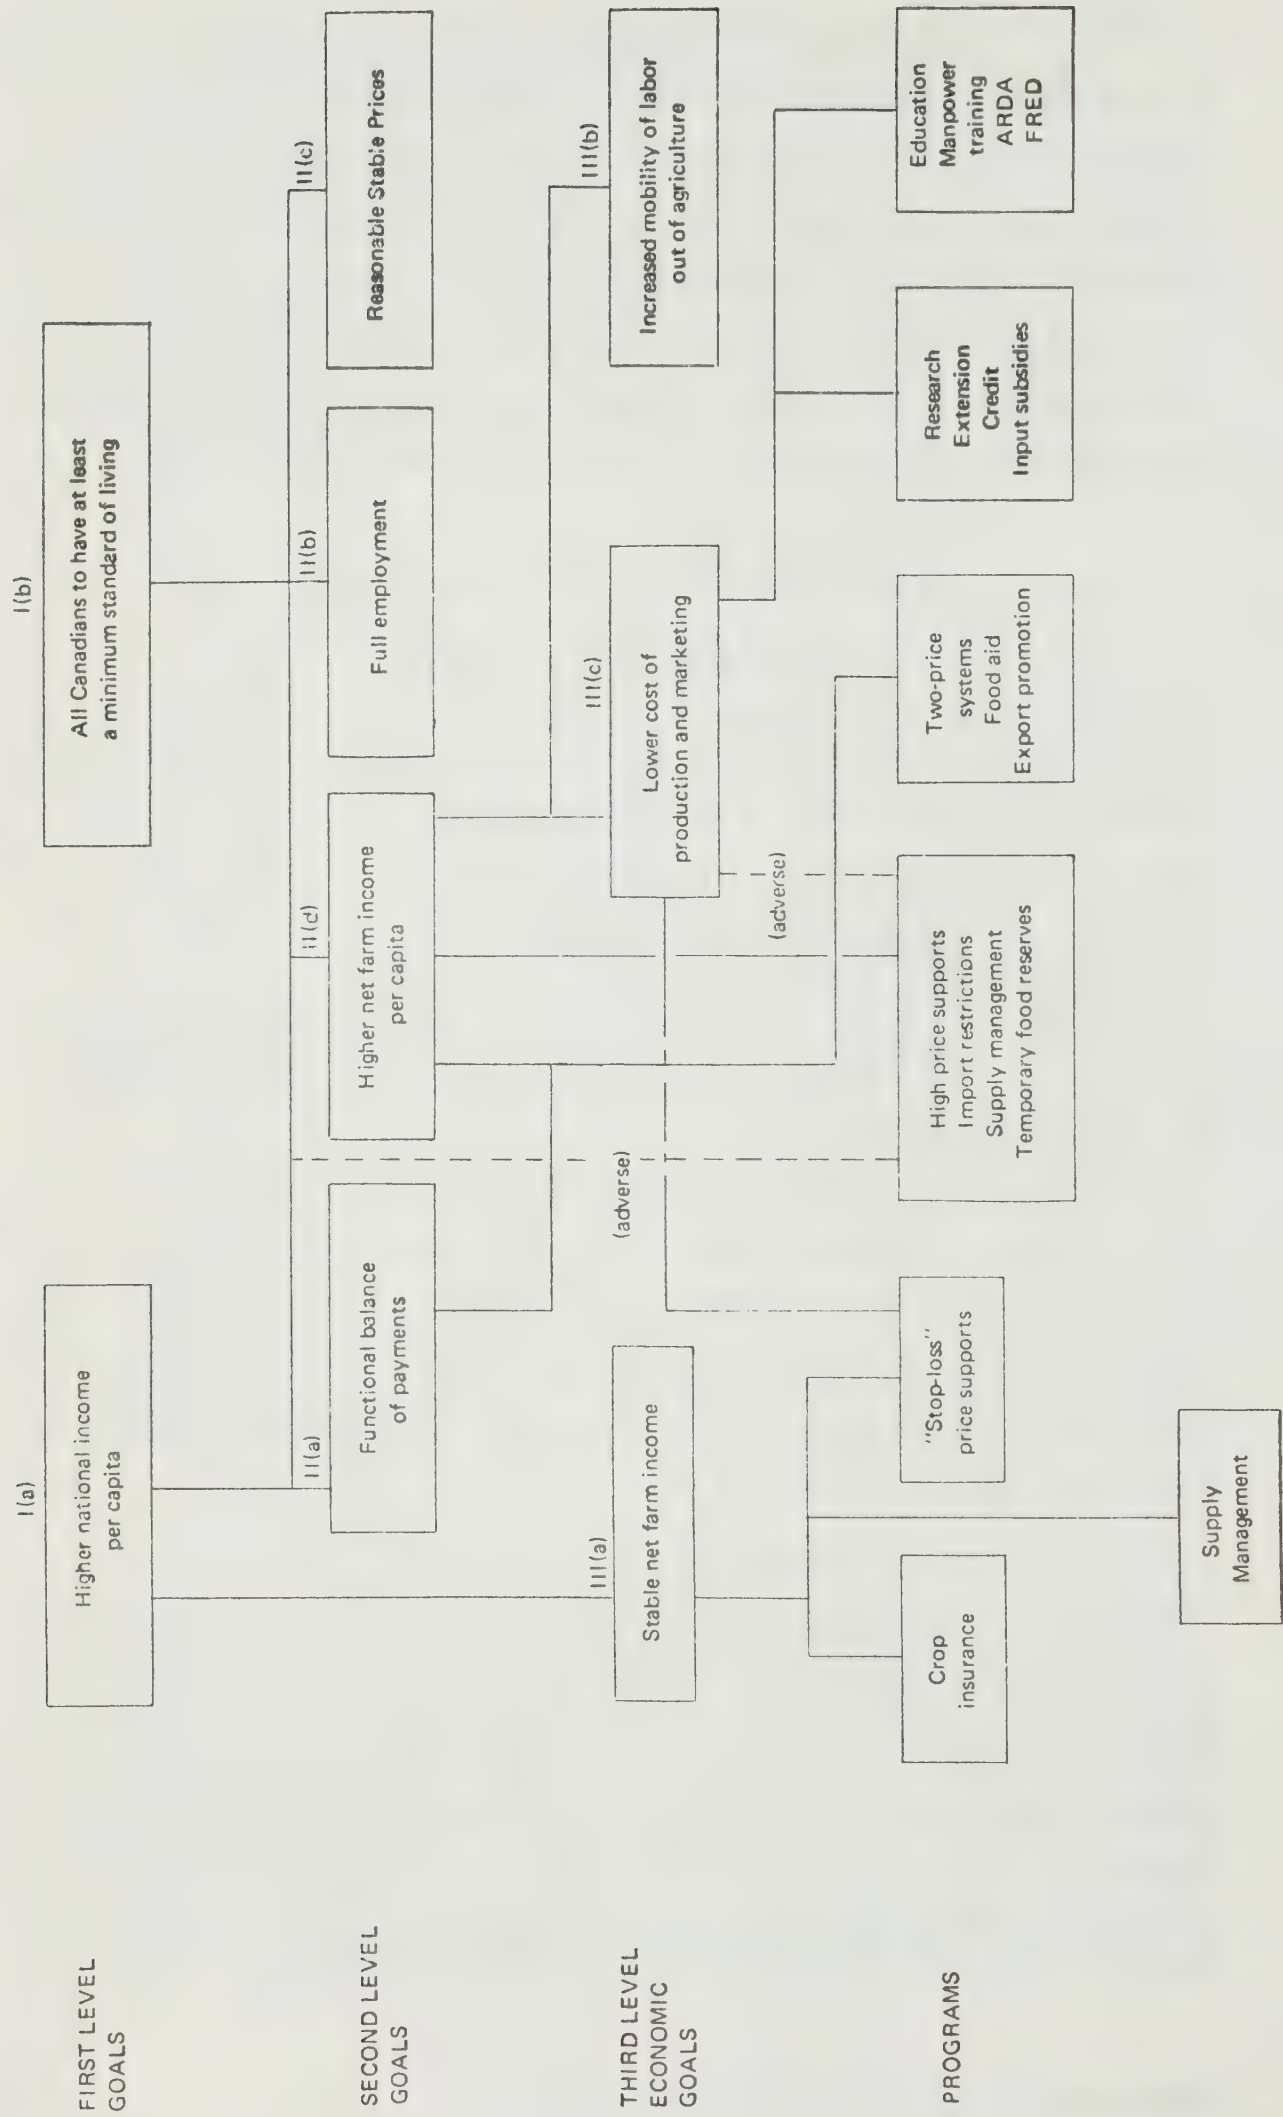 FIRST LEVEL
GOALS
I(a)
Higher national income
per capita
I(b)
All Canadians to have at least
a minimum standard of living
SECOND LEVEL
GOALS
II(a)
Functional balance
of payments
II(d)
Higher net farm income
per capita
II(b)
Full employment
II(c)
Reasonable Stable Prices
THIRD LEVEL
ECONOMIC
GOALS
III(a)
Stable net farm income
(adverse)
III(c)
Lower cost of
production and marketing
III(b)
Increased mobility of labor
out of agriculture
(adverse)
PROGRAMS
Crop
insurance
"Stop-loss"
price supports
High price supports
Import restrictions
Supply management
Temporary food reserves
Two-price
systems
Food aid
Export promotion
Research
Extension
Credit
Input subsidies
Education
Manpower
training
ARDA
FRED
Supply
Management